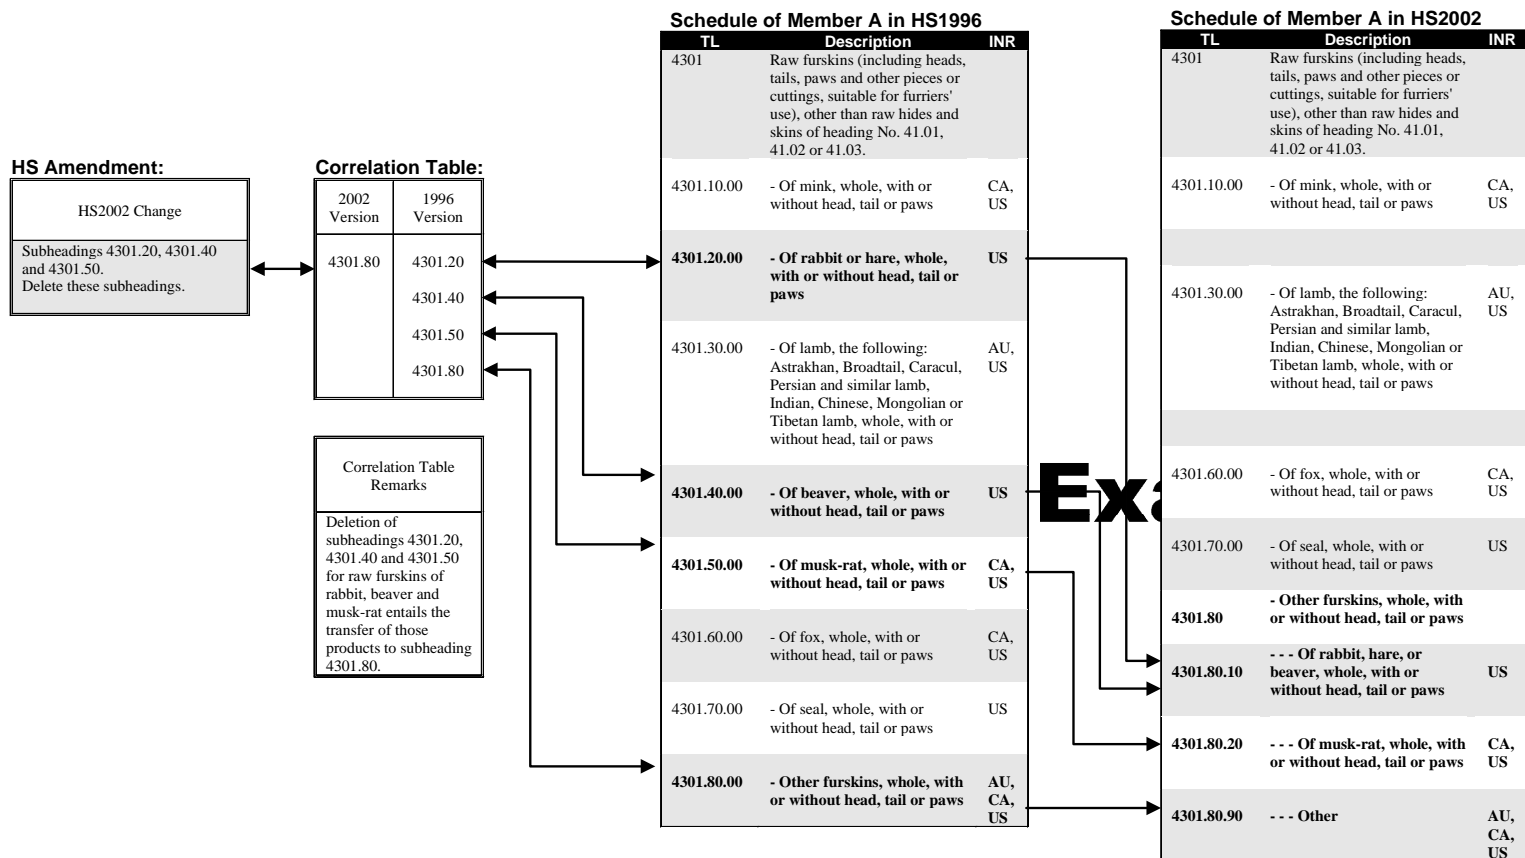 HS Amendment:
HS2002 Change
Subheadings 4301.20, 4301.40
and 4301.50.
Delete these subheadings.
Correlation Table:
2002 1996
Version Version
4301.80 4301.20
4301.40
4301.50
4301.80
Correlation Table
Remarks
Deletion of
subheadings 4301.20,
4301.40 and 4301.50
for raw furskins of
rabbit, beaver and
musk-rat entails the
transfer of those
products to subheading
4301.80.
Schedule of Member A in HS1996
TL Description INR
4301 Raw furskins (including heads,
tails, paws and other pieces or
cuttings, suitable for furriers'
use), other than raw hides and
skins of heading No. 41.01,
41.02 or 41.03.
4301.10.00 - Of mink, whole, with or CA,
without head, tail or paws US
4301.20.00 - Of rabbit or hare, whole, US
with or without head, tail or
paws
4301.30.00 - Of lamb, the following: AU,
Astrakhan, Broadtail, Caracul, US
Persian and similar lamb,
Indian, Chinese, Mongolian or
Tibetan lamb, whole, with or
without head, tail or paws
4301.40.00 - Of beaver, whole, with or US
without head, tail or paws
4301.50.00 - Of musk-rat, whole, with or CA,
without head, tail or paws US
4301.60.00 - Of fox, whole, with or CA,
without head, tail or paws US
4301.70.00 - Of seal, whole, with or US
without head, tail or paws
4301.80.00 - Other furskins, whole, with AU,
or without head, tail or paws CA,
US
Exa
Schedule of Member A in HS2002
TL Description INR
4301 Raw furskins (including heads,
tails, paws and other pieces or
cuttings, suitable for furriers'
use), other than raw hides and
skins of heading No. 41.01,
41.02 or 41.03.
4301.10.00 - Of mink, whole, with or CA,
without head, tail or paws US
4301.30.00 - Of lamb, the following: AU,
Astrakhan, Broadtail, Caracul, US
Persian and similar lamb,
Indian, Chinese, Mongolian or
Tibetan lamb, whole, with or
without head, tail or paws
4301.60.00 - Of fox, whole, with or CA,
without head, tail or paws US
4301.70.00 - Of seal, whole, with or US
without head, tail or paws
- Other furskins, whole, with
4301.80 or without head, tail or paws
- - - Of rabbit, hare, or
4301.80.10 beaver, whole, with or US
without head, tail or paws
4301.80.20 - - - Of musk-rat, whole, with CA,
or without head, tail or paws US
4301.80.90 - - - Other AU,
CA,
US